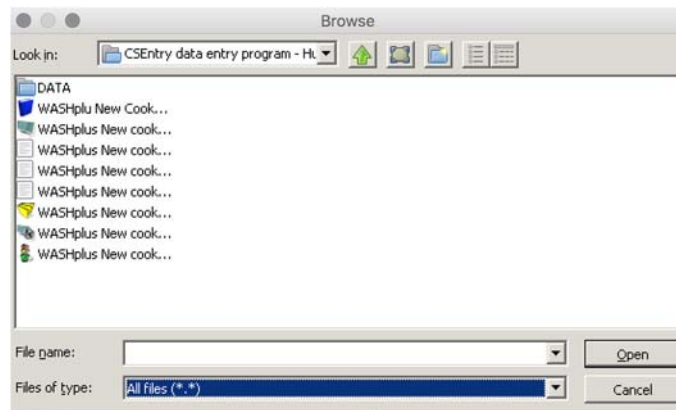 Browse
Look in: CSEntry data entry program - Hu
DATA
WASHplu New Cook...
WASHplus New cook...
WASHplus New cook...
WASHplus New cook...
WASHplus New cook...
WASHplus New cook...
WASHplus New cook...
WASHplus New cook...
File name: Open
Files of type: All files (*.*) Cancel